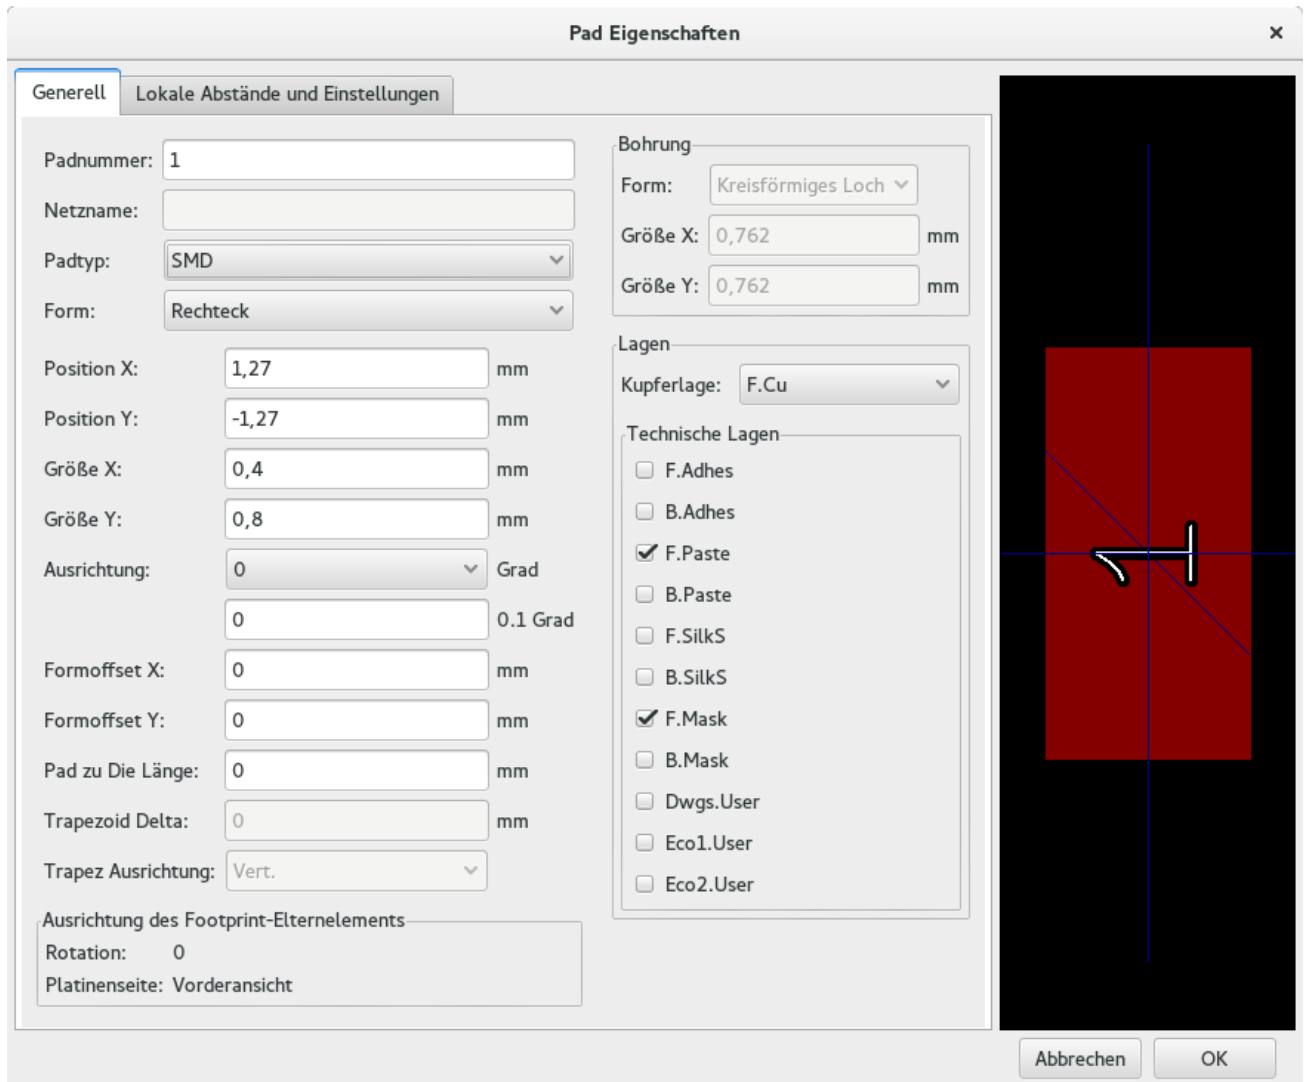 Pad Eigenschaften
Generell
Lokale Abstände und Einstellungen
Padnummer: 1
Netzname:
Padtyp: SMD
Form: Rechteck
Position X: 1,27 mm
Position Y: -1,27 mm
Größe X: 0,4 mm
Größe Y: 0,8 mm
Ausrichtung: 0 Grad
0 0.1 Grad
Formoffset X: 0 mm
Formoffset Y: 0 mm
Pad zu Die Länge: 0 mm
Trapezoid Delta: 0 mm
Trapez Ausrichtung: Vert.
Ausrichtung des Footprint-Elternelements
Rotation: 0
Platinenseite: Vorderansicht
Bohrung
Form: Kreisförmiges Loch
Größe X: 0,762 mm
Größe Y: 0,762 mm
Lagen
Kupferlage: F.Cu
Technische Lagen
F.Adhes
B.Adhes
F.Paste
B.Paste
F.SilkS
B.SilkS
F.Mask
B.Mask
Dwgs.User
Eco1.User
Eco2.User
1
Abbrechen
OK